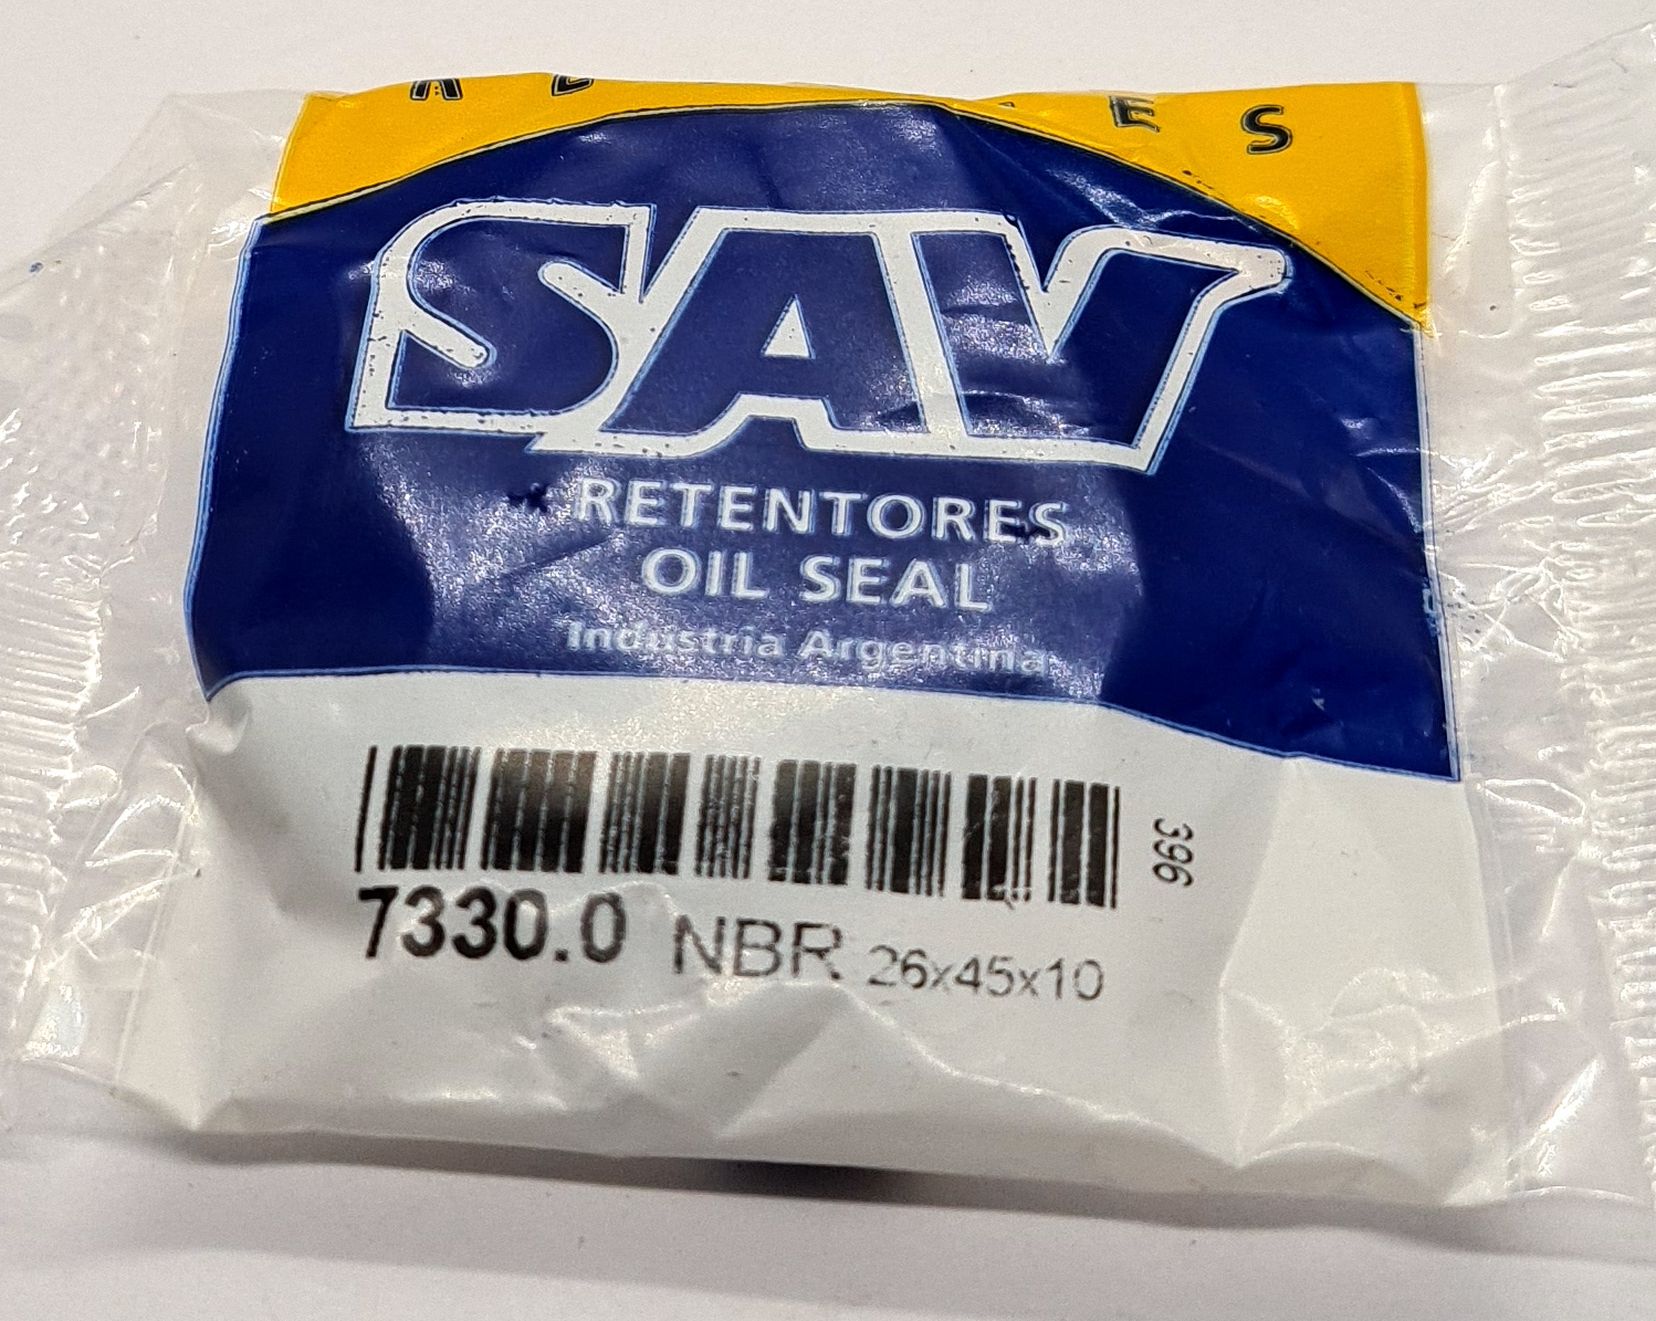 SAV
RETENTORES
OIL SEAL
Industria Argentina
396
7330.0 NBR 26x45x10